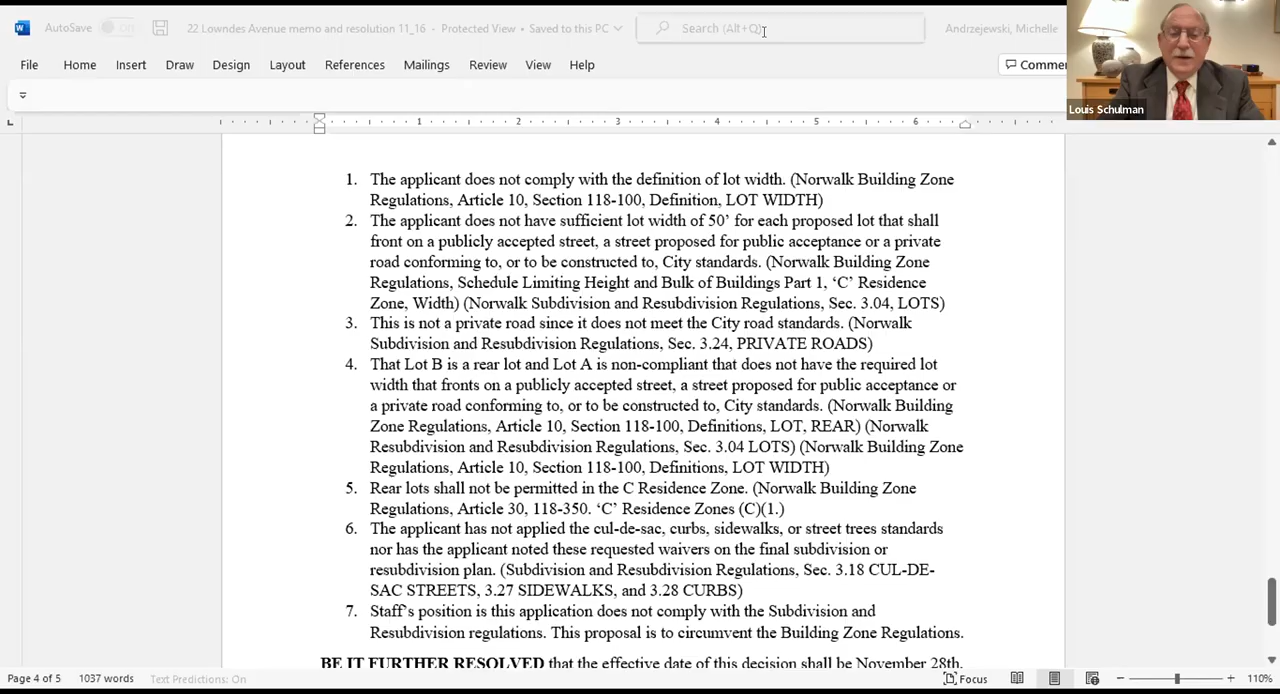 AutoSave Off 22 Lowndes Avenue memo and resolution 11_16 - Protected View • Saved to this PC Search (Alt+Q) Andrzejewski, Michelle
File Home Insert Draw Design Layout References Mailings Review View Help Comme
Louis Schulman
1 2 3 4 5 6
1. The applicant does not comply with the definition of lot width. (Norwalk Building Zone
Regulations, Article 10, Section 118-100, Definition, LOT WIDTH)
2. The applicant does not have sufficient lot width of 50’ for each proposed lot that shall
front on a publicly accepted street, a street proposed for public acceptance or a private
road conforming to, or to be constructed to, City standards. (Norwalk Building Zone
Regulations, Schedule Limiting Height and Bulk of Buildings Part 1, ‘C’ Residence
Zone, Width) (Norwalk Subdivision and Resubdivision Regulations, Sec. 3.04, LOTS)
3. This is not a private road since it does not meet the City road standards. (Norwalk
Subdivision and Resubdivision Regulations, Sec. 3.24, PRIVATE ROADS)
4. That Lot B is a rear lot and Lot A is non-compliant that does not have the required lot
width that fronts on a publicly accepted street, a street proposed for public acceptance or
a private road conforming to, or to be constructed to, City standards. (Norwalk Building
Zone Regulations, Article 10, Section 118-100, Definitions, LOT, REAR) (Norwalk
Resubdivision and Resubdivision Regulations, Sec. 3.04 LOTS) (Norwalk Building Zone
Regulations, Article 10, Section 118-100, Definitions, LOT WIDTH)
5. Rear lots shall not be permitted in the C Residence Zone. (Norwalk Building Zone
Regulations, Article 30, 118-350. ‘C’ Residence Zones (C)(1.)
6. The applicant has not applied the cul-de-sac, curbs, sidewalks, or street trees standards
nor has the applicant noted these requested waivers on the final subdivision or
resubdivision plan. (Subdivision and Resubdivision Regulations, Sec. 3.18 CUL-DE-
SAC STREETS, 3.27 SIDEWALKS, and 3.28 CURBS)
7. Staff’s position is this application does not comply with the Subdivision and
Resubdivision regulations. This proposal is to circumvent the Building Zone Regulations.
BE IT FURTHER RESOLVED that the effective date of this decision shall be November 28th,
Page 4 of 5 1037 words Text Predictions: On Focus 110%